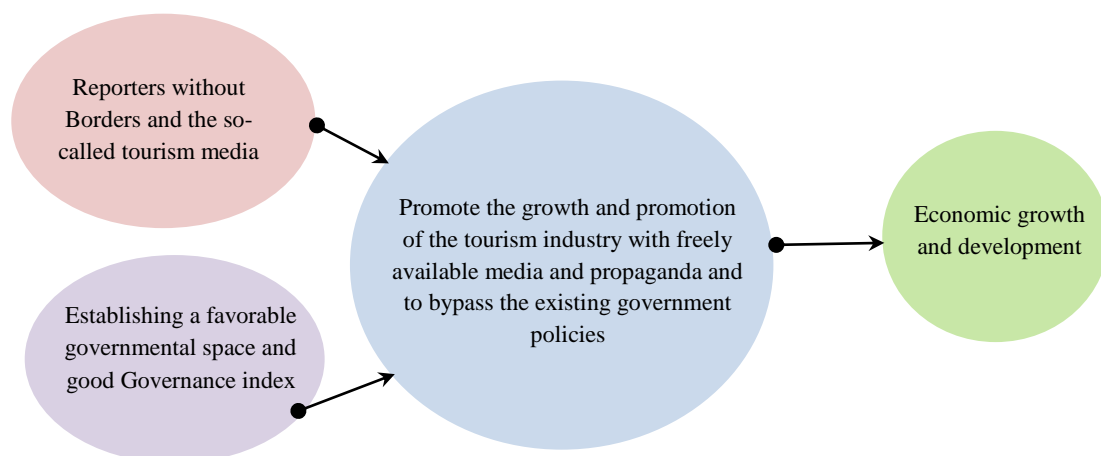 Reporters without
Borders and the so-
called tourism media
Establishing a favorable
governmental space and
good Governance index
Promote the growth and promotion
of the tourism industry with freely
available media and propaganda and
to bypass the existing government
policies
Economic growth
and development